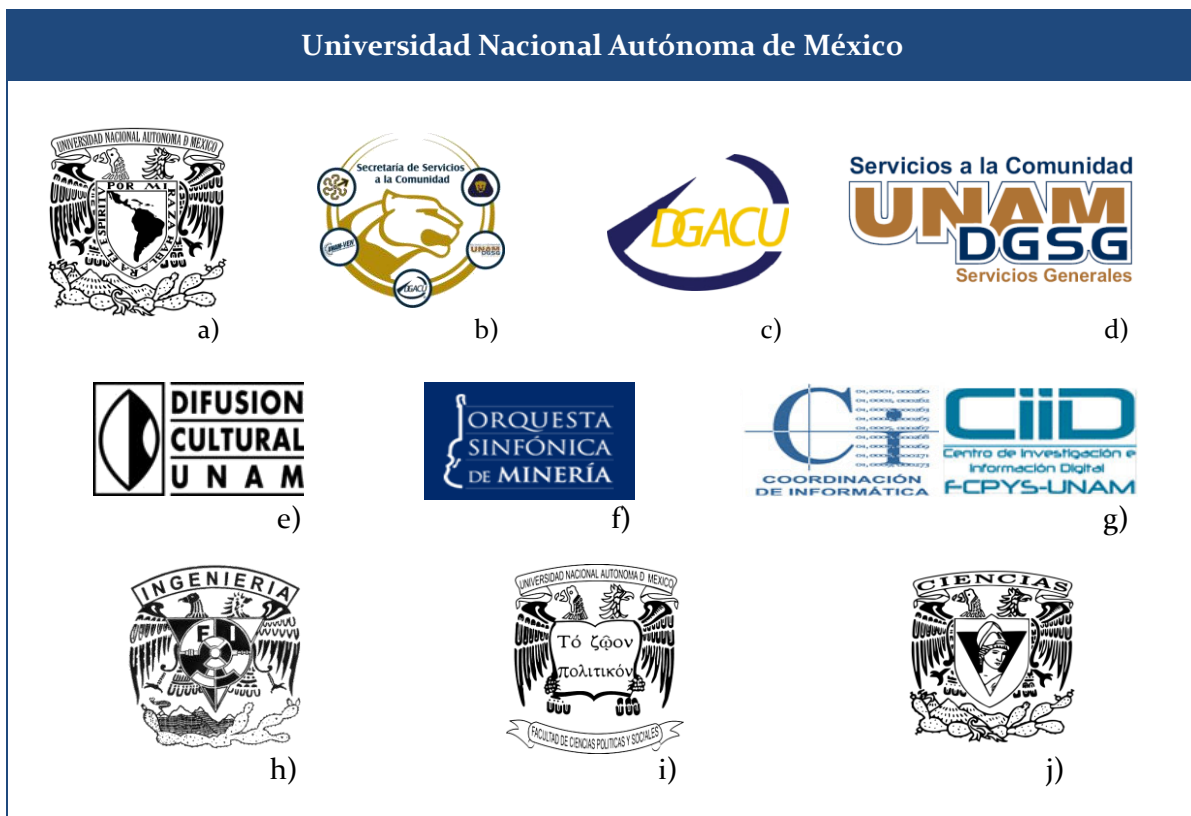 Universidad Nacional Autónoma de México
UNIVERSIDAD NACIONAL AUTONOMA D MEXICO
POR MI RAZA HABLARA EL ESPIRITU
a)
Secretaría de Servicios
a la Comunidad
UNAM
DGSG
DGACU
b)
DGACU
c)
Servicios a la Comunidad
UNAM
DGSG
Servicios Generales
d)
DIFUSION
CULTURAL
UNAM
e)
ORQUESTA
SINFÓNICA
DE MINERÍA
f)
Ci
COORDINACIÓN
DE INFORMÁTICA
CiiD
Centro de Investigación e
Información Digital
FCPYS-UNAM
g)
INGENIERIA
F I
h)
UNIVERSIDAD NACIONAL AUTONOMA D MEXICO
Τό ζῷον
πολιτικόν
FACULTAD DE CIENCIAS POLITICAS Y SOCIALES
i)
CIENCIAS
j)